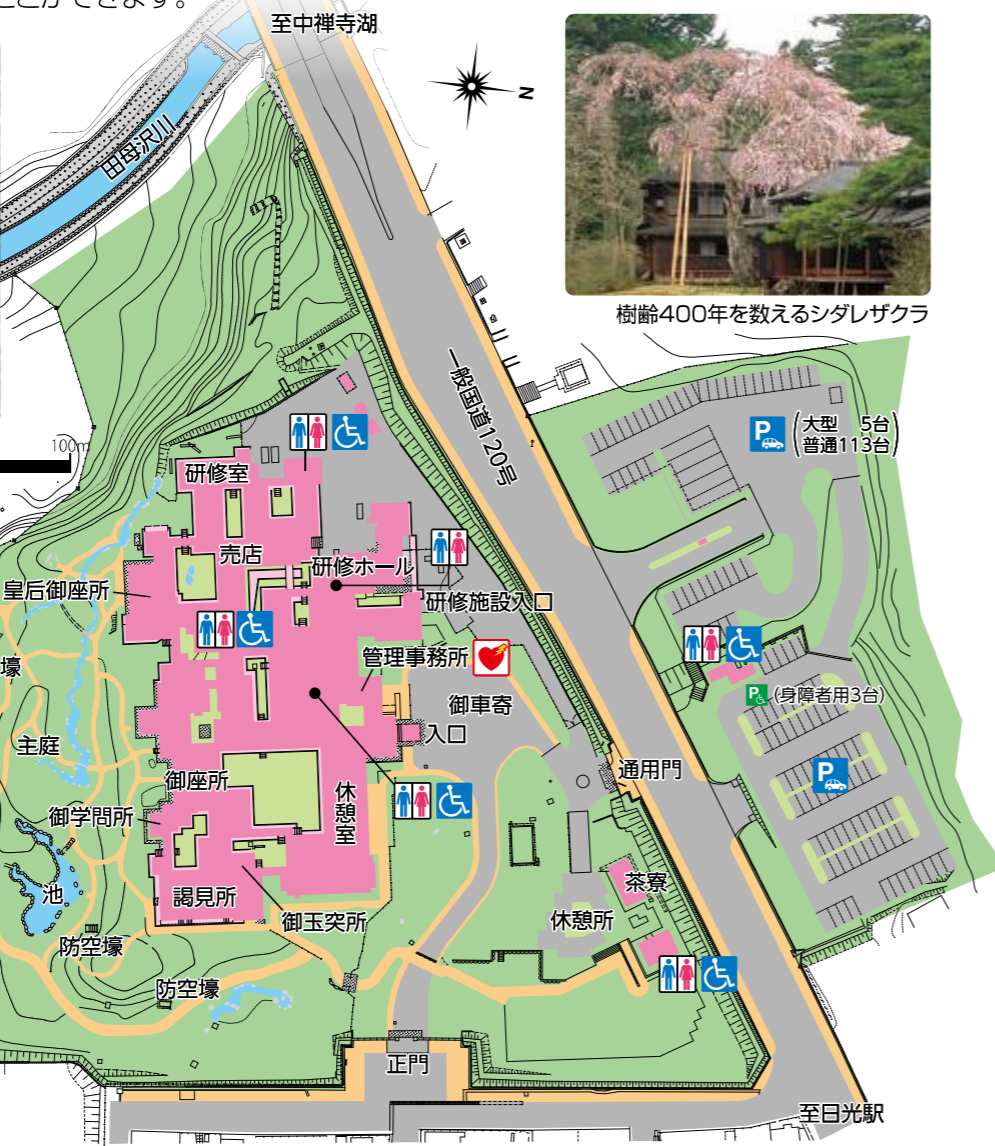 ことができます。
至中禅寺湖
N
田母沢川
樹齢400年を数えるシダレザクラ
一般国道120号
P
(大型 5台
普通113台)
100m
研修室
売店
研修ホール
皇后御座所
研修施設入口
壕
管理事務所
御車寄
P
(身障者用3台)
主庭
入口
御座所
通用門
P
御学問所
休憩室
池
謁見所
茶寮
御玉突所
休憩所
防空壕
防空壕
正門
至日光駅